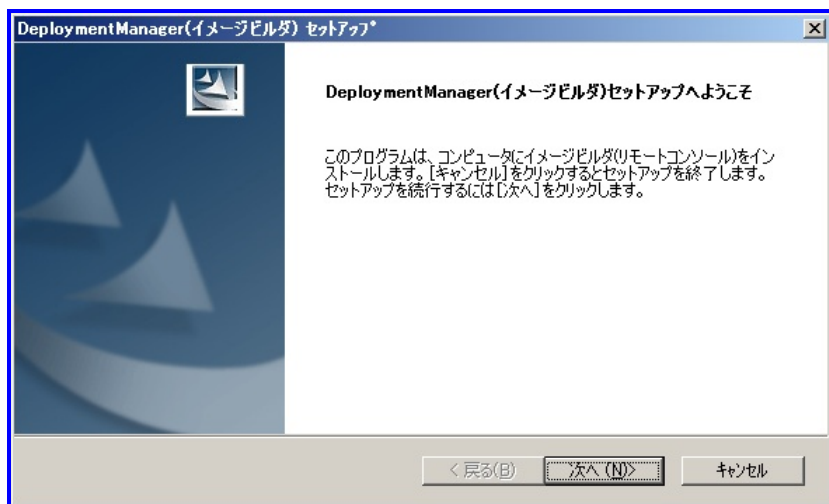 DeploymentManager(イメージビルダ) セットアップ
DeploymentManager(イメージビルダ)セットアップへようこそ
このプログラムは、コンピュータにイメージビルダ(リモートコンソール)をイン
ストールします。[キャンセル]をクリックするとセットアップを終了します。
セットアップを続行するには[次へ]をクリックします。
< 戻る(B)
次へ (N)>
キャンセル